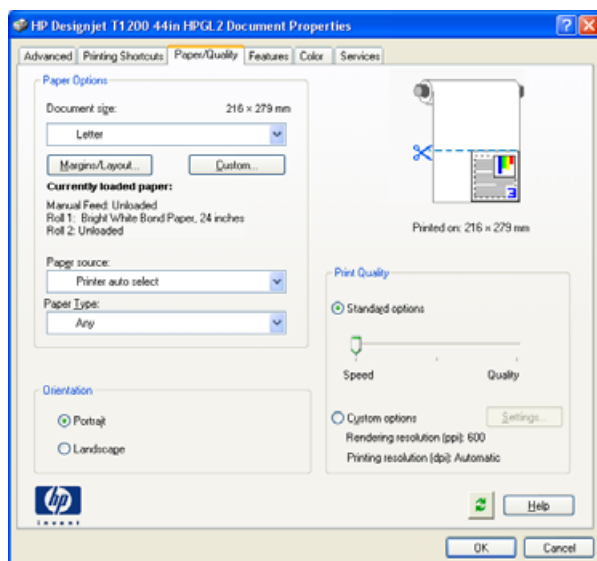 HP Designjet T1200 44in HPGL2 Document Properties
Advanced Printing Shortcuts Paper/Quality Features Color Services
Paper Options
Document size: 216 × 279 mm
Letter
Margins/Layout... Custom...
Currently loaded paper:
Manual Feed: Unloaded
Roll 1: Bright White Bond Paper, 24 inches
Roll 2: Unloaded
Paper source:
Printer auto select
Paper Type:
Any
Orientation
Portrait
Landscape
3
Printed on: 216 × 279 mm
Print Quality
Standard options
Speed Quality
Custom options Settings...
Rendering resolution (ppi): 600
Printing resolution (dpi): Automatic
hp
invent
Help
OK Cancel